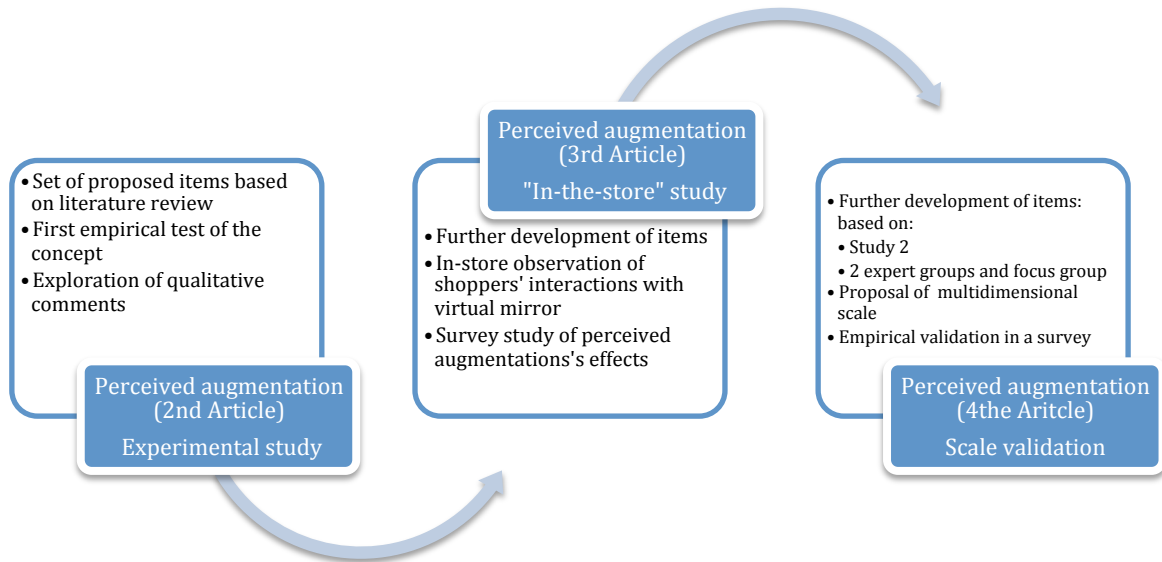 • Set of proposed items based
on literature review
• First empirical test of the
concept
• Exploration of qualitative
comments
Perceived augmentation
(2nd Article)
Experimental study
Perceived augmentation
(3rd Article)
"In-the-store" study
• Further development of items
• In-store observation of
shoppers' interactions with
virtual mirror
• Survey study of perceived
augmentations's effects
• Further development of items:
based on:
• Study 2
• 2 expert groups and focus group
• Proposal of multidimensional
scale
• Empirical validation in a survey
Perceived augmentation
(4the Aritcle)
Scale validation